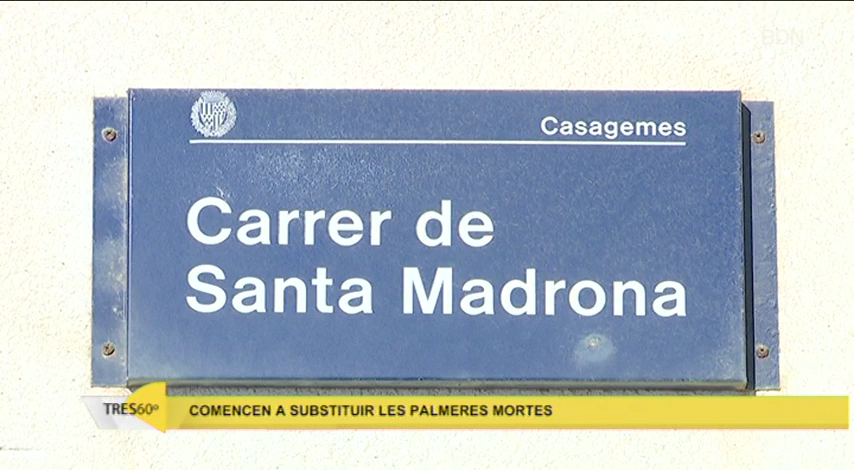 BDN
Casagemes
Carrer de
Santa Madrona
TRES60º
COMENCEN A SUBSTITUIR LES PALMERES MORTES